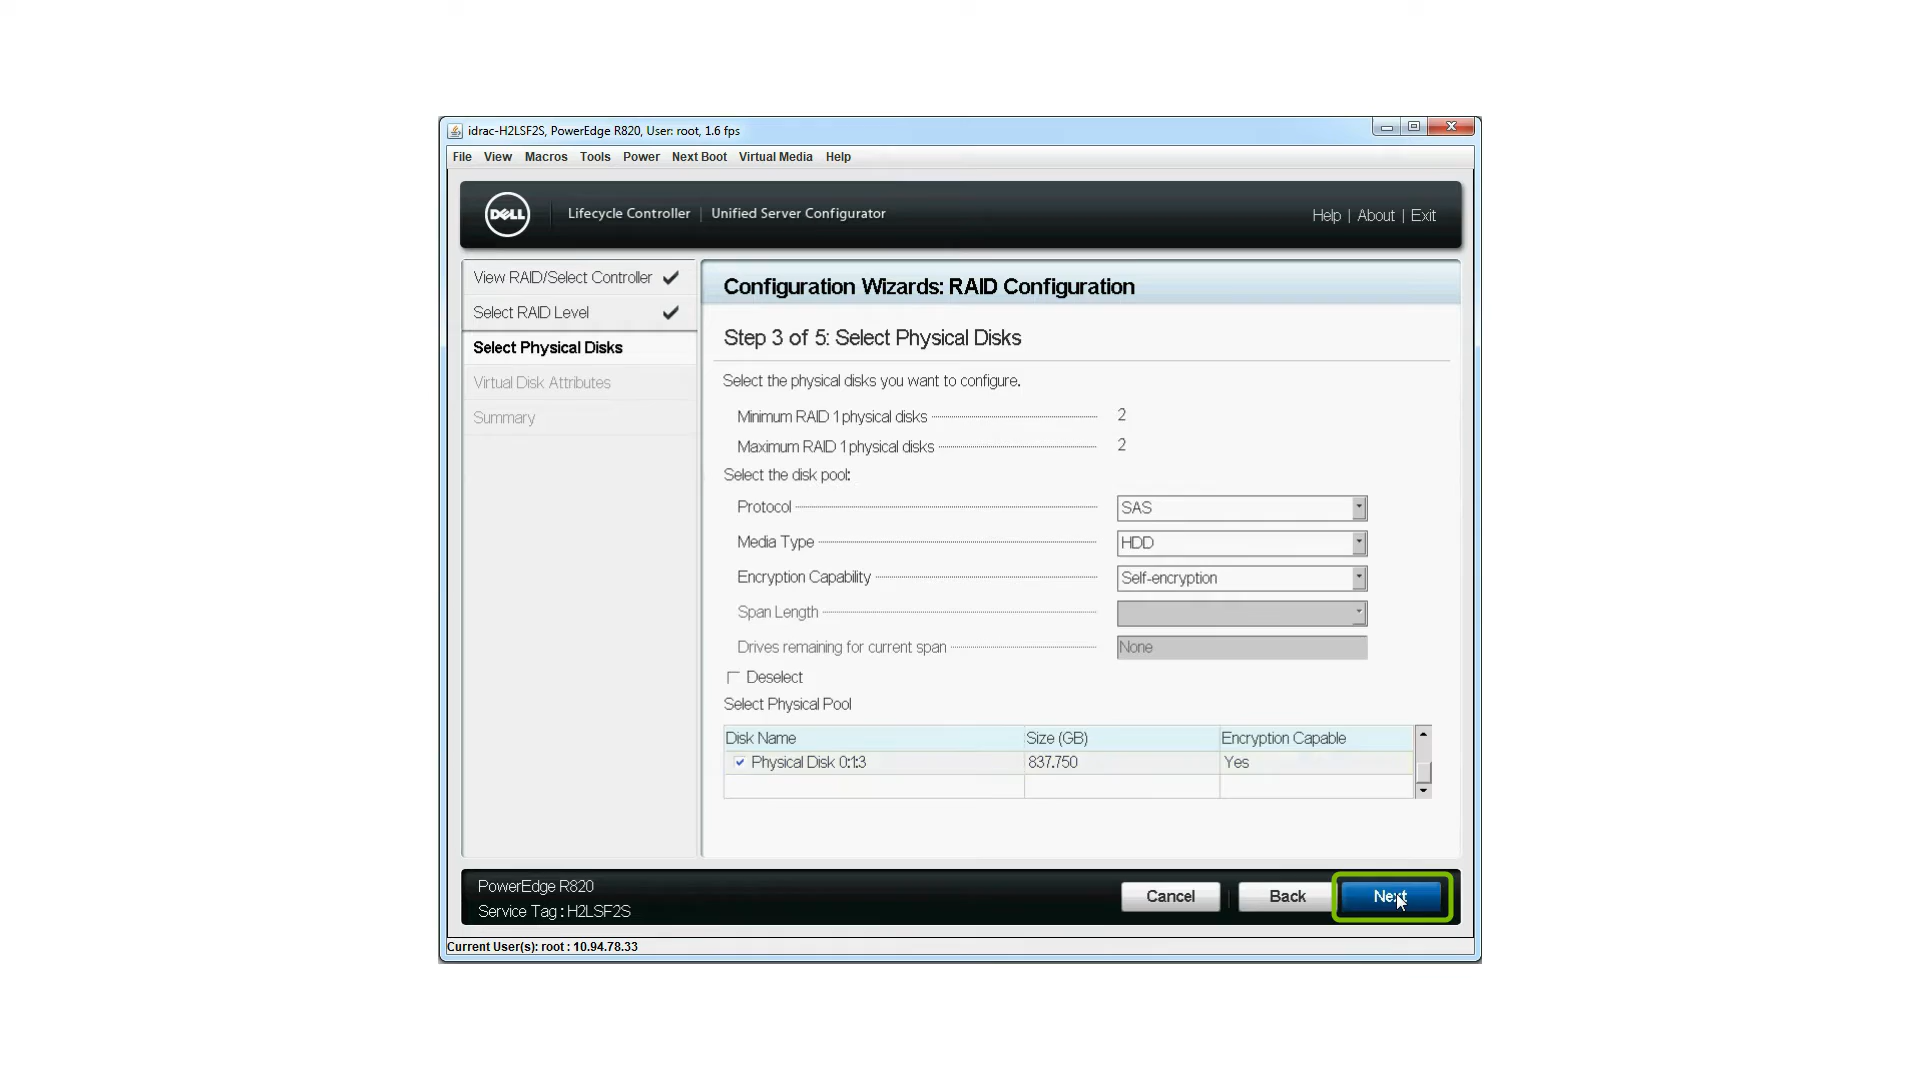 idrac-H2LSF2S, PowerEdge R820, User: root, 1.6 fps
File View Macros Tools Power Next Boot Virtual Media Help
DELL Lifecycle Controller | Unified Server Configurator Help | About | Exit
View RAID/Select Controller
Select RAID Level
Select Physical Disks
Virtual Disk Attributes
Summary
Configuration Wizards: RAID Configuration
Step 3 of 5: Select Physical Disks
Select the physical disks you want to configure.
Minimum RAID 1 physical disks 2
Maximum RAID 1 physical disks 2
Select the disk pool:
Protocol SAS
Media Type HDD
Encryption Capability Self-encryption
Span Length
Drives remaining for current span None
Deselect
Select Physical Pool
Disk Name Size (GB) Encryption Capable
Physical Disk 0:1:3 837.750 Yes
PowerEdge R820
Service Tag : H2LSF2S
Cancel Back Next
Current User(s): root : 10.94.78.33